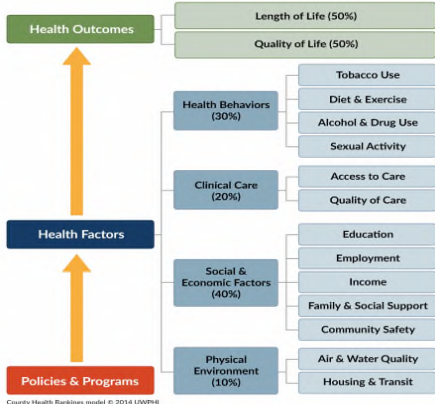 Health Outcomes
Length of Life (50%)
Quality of Life (50%)
Health Factors
Health Behaviors
(30%)
Tobacco Use
Diet & Exercise
Alcohol & Drug Use
Sexual Activity
Clinical Care
(20%)
Access to Care
Quality of Care
Social &
Economic Factors
(40%)
Education
Employment
Income
Family & Social Support
Community Safety
Physical
Environment
(10%)
Air & Water Quality
Housing & Transit
Policies & Programs
County Health Rankings model © 2014 UWPHI